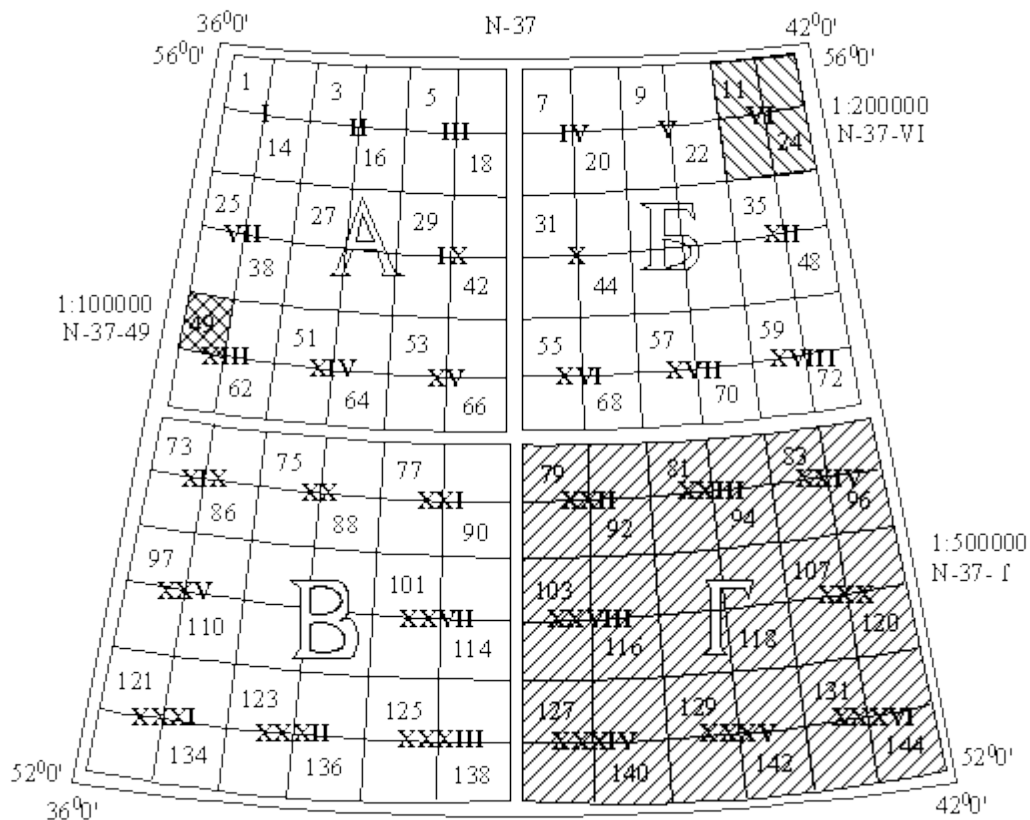 36⁰0' N-37 42⁰0'
56⁰0' 56⁰0'
1 3 5 7 9 11
1:200000
I II III IV V VI
N-37-VI
14 16 18 20 22 24
25 27 29 31 35
VII А IX X Б XII
38 42 44 48
1:100000
N-37-49
49 51 53 55 57 59
XIII XIV XV XVI XVII XVIII
62 64 66 68 70 72
73 75 77 79 81 83
XIX XX XXI XXII XXIII XXIV
86 88 90 92 94 96
1:500000
N-37- Г
97 101 103 107
XXV В XXVII XXVIII Г XXX
110 114 116 118 120
121 123 125 127 129 131
XXXI XXXII XXXIII XXXIV XXXV XXXVI
134 136 138 140 142 144
52⁰0' 52⁰0'
36⁰0' 42⁰0'